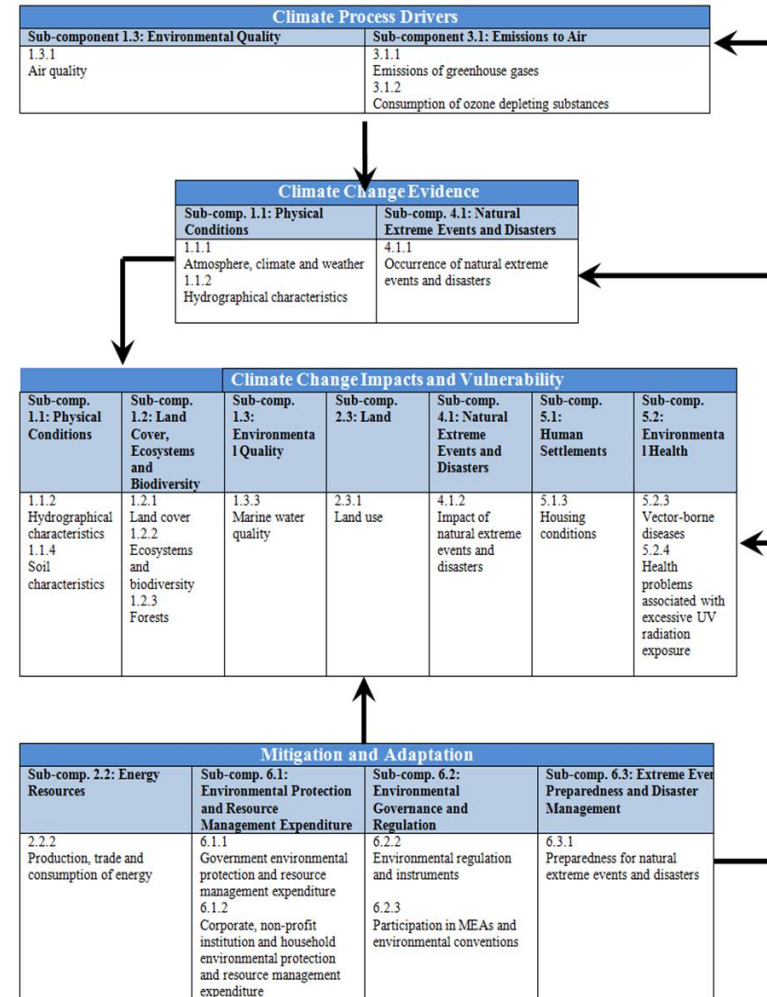 Climate Process Drivers
Sub-component 1.3: Environmental Quality
1.3.1
Air quality
Sub-component 3.1: Emissions to Air
3.1.1
Emissions of greenhouse gases
3.1.2
Consumption of ozone depleting substances
Climate Change Evidence
Sub-comp. 1.1: Physical
Conditions
1.1.1
Atmosphere, climate and weather
1.1.2
Hydrographical characteristics
Sub-comp. 4.1: Natural
Extreme Events and Disasters
4.1.1
Occurrence of natural extreme
events and disasters
Climate Change Impacts and Vulnerability
Sub-comp.
1.1: Physical
Conditions
1.1.2
Hydrographical
characteristics
1.1.4
Soil
characteristics
Sub-comp.
1.2: Land
Cover,
Ecosystems
and
Biodiversity
1.2.1
Land cover
1.2.2
Ecosystems
and
biodiversity
1.2.3
Forests
Sub-comp.
1.3:
Environmenta
l Quality
1.3.3
Marine water
quality
Sub-comp.
2.3: Land
2.3.1
Land use
Sub-comp.
4.1: Natural
Extreme
Events and
Disasters
4.1.2
Impact of
natural extreme
events and
disasters
Sub-comp.
5.1:
Human
Settlements
5.1.3
Housing
conditions
Sub-comp.
5.2:
Environmenta
l Health
5.2.3
Vector-borne
diseases
5.2.4
Health
problems
associated with
excessive UV
radiation
exposure
Mitigation and Adaptation
Sub-comp. 2.2: Energy
Resources
2.2.2
Production, trade and
consumption of energy
Sub-comp. 6.1:
Environmental Protection
and Resource
Management Expenditure
6.1.1
Government environmental
protection and resource
management expenditure
6.1.2
Corporate, non-profit
institution and household
environmental protection
and resource management
expenditure
Sub-comp. 6.2:
Environmental
Governance and
Regulation
6.2.2
Environmental regulation
and instruments
6.2.3
Participation in MEAs and
environmental conventions
Sub-comp. 6.3: Extreme Even
Preparedness and Disaster
Management
6.3.1
Preparedness for natural
extreme events and disasters